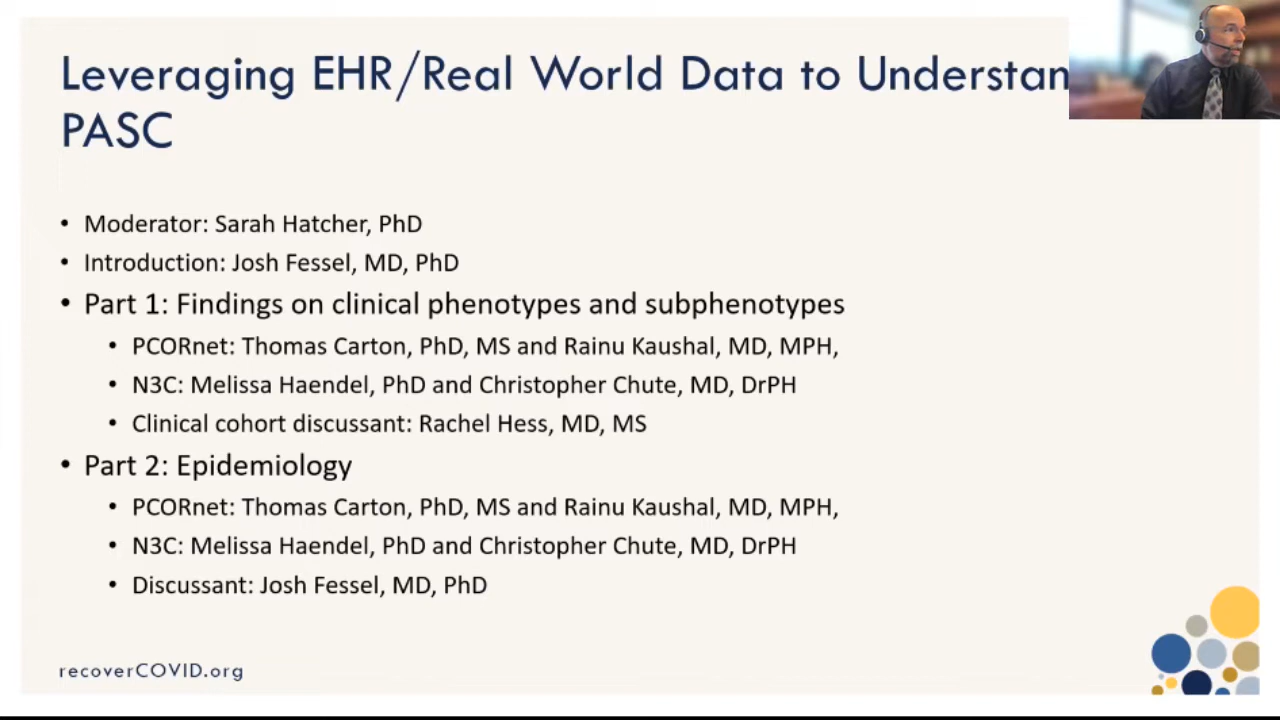 Leveraging EHR/Real World Data to Understan
PASC
• Moderator: Sarah Hatcher, PhD
• Introduction: Josh Fessel, MD, PhD
• Part 1: Findings on clinical phenotypes and subphenotypes
• PCORnet: Thomas Carton, PhD, MS and Rainu Kaushal, MD, MPH,
• N3C: Melissa Haendel, PhD and Christopher Chute, MD, DrPH
• Clinical cohort discussant: Rachel Hess, MD, MS
• Part 2: Epidemiology
• PCORnet: Thomas Carton, PhD, MS and Rainu Kaushal, MD, MPH,
• N3C: Melissa Haendel, PhD and Christopher Chute, MD, DrPH
• Discussant: Josh Fessel, MD, PhD
recoverCOVID.org